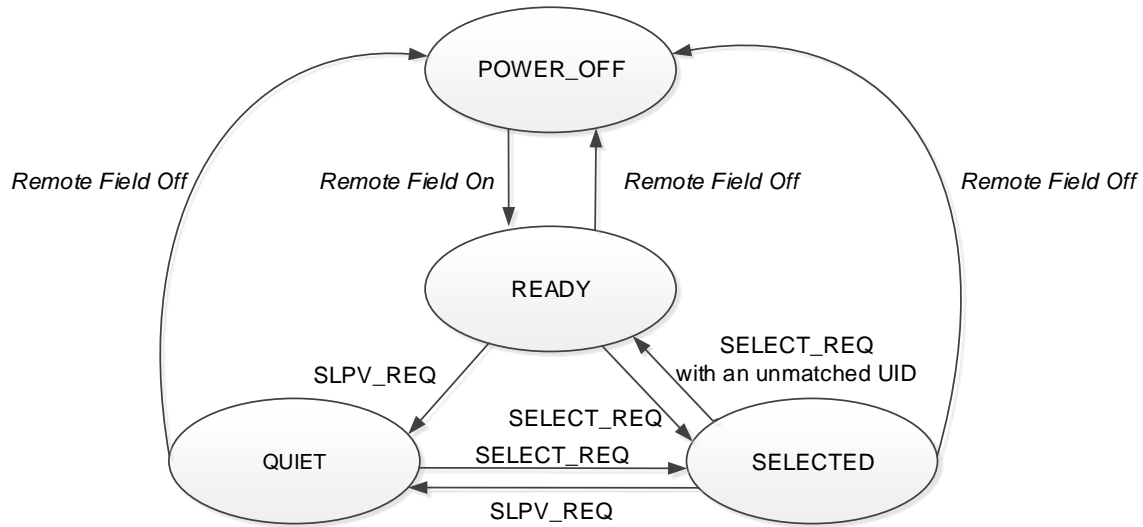 POWER_OFF
Remote Field Off
Remote Field On
Remote Field Off
Remote Field Off
READY
SELECT_REQ
with an unmatched UID
SLPV_REQ
SELECT_REQ
QUIET
SELECT_REQ
SELECTED
SLPV_REQ